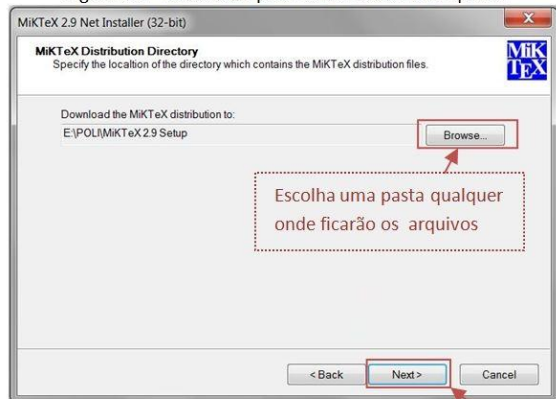 MiKTeX 2.9 Net Installer (32-bit)
MiKTeX Distribution Directory
Specify the localtion of the directory which contains the MiKTeX distribution files.
MiK
TEX
Download the MiKTeX distribution to:
E:\POLI\MiKTeX 2.9 Setup
Browse...
Escolha uma pasta qualquer
onde ficarão os arquivos
< Back
Next >
Cancel